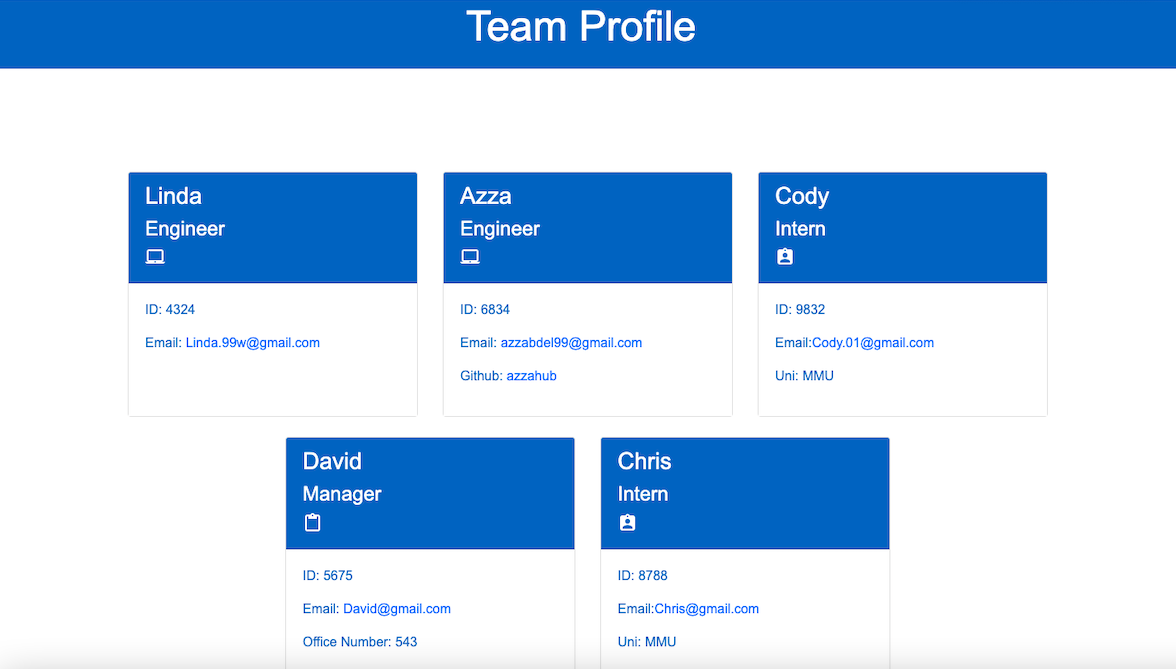 Team Profile
Linda
Engineer
ID: 4324
Email: Linda.99w@gmail.com
Azza
Engineer
ID: 6834
Email: azzabdel99@gmail.com
Github: azzahub
Cody
Intern
ID: 9832
Email:Cody.01@gmail.com
Uni: MMU
David
Manager
ID: 5675
Email: David@gmail.com
Office Number: 543
Chris
Intern
ID: 8788
Email:Chris@gmail.com
Uni: MMU